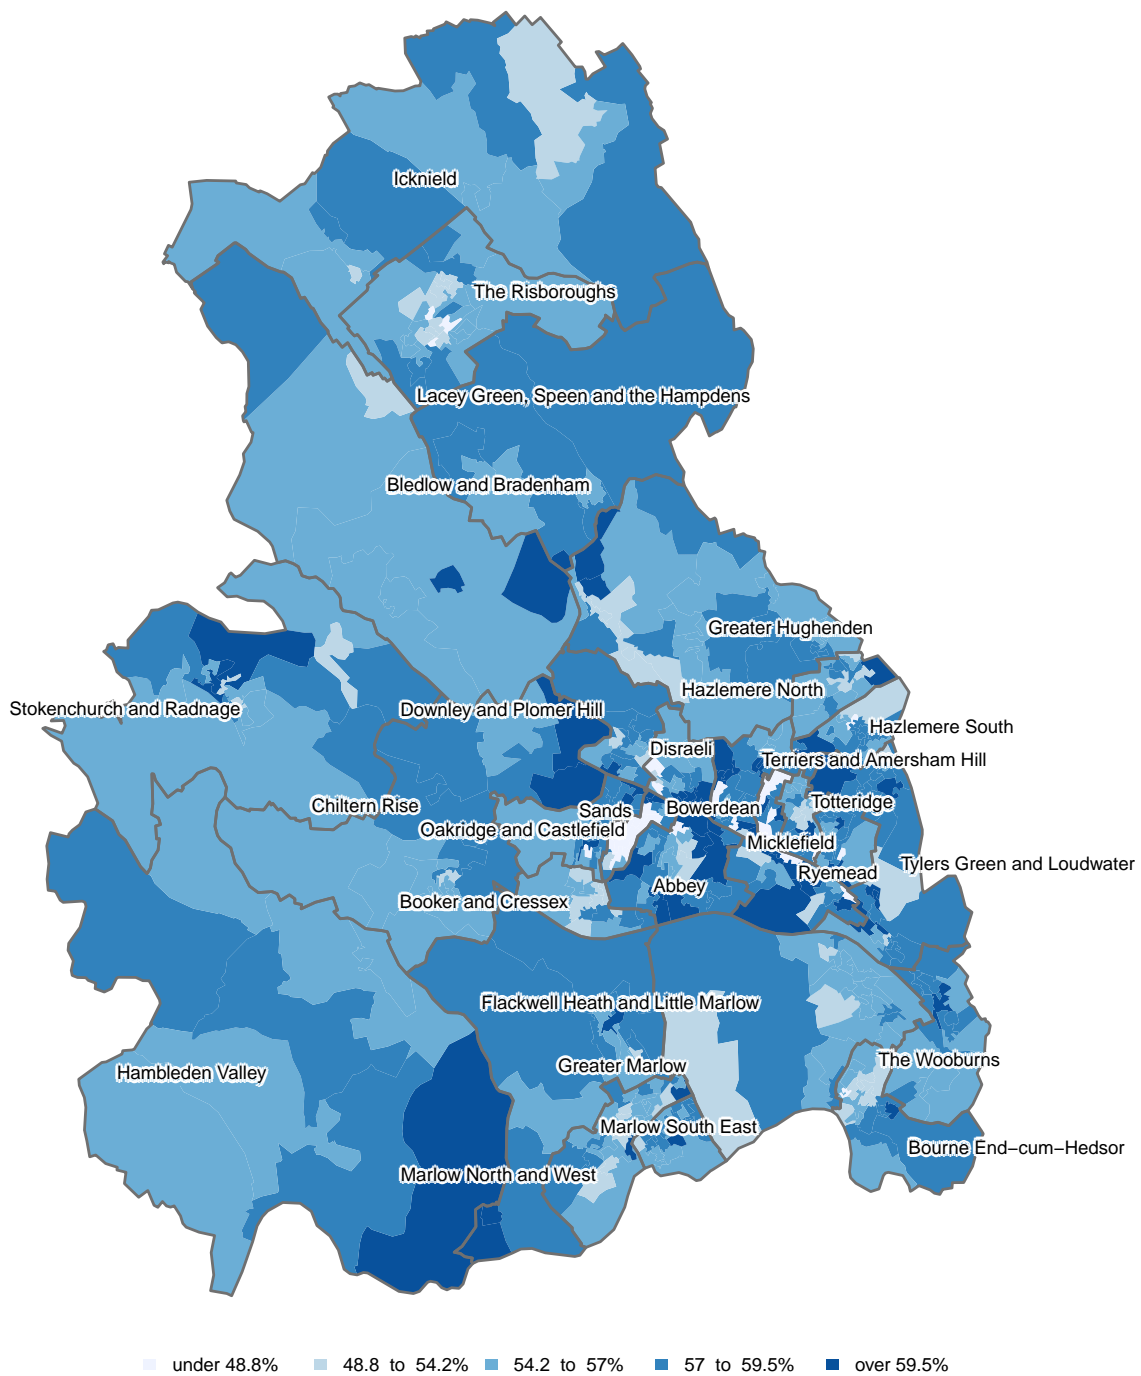 Icknield
The Risboroughs
Lacey Green, Speen and the Hampdens
Bledlow and Bradenham
Greater Hughenden
Hazlemere North
Stokenchurch and Radnage
Downley and Plomer Hill
Hazlemere South
Disraeli
Terriers and Amersham Hill
Chiltern Rise
Sands
Bowerdean
Totteridge
Oakridge and Castlefield
Micklefield
Tylers Green and Loudwater
Ryemead
Abbey
Booker and Cressex
Flackwell Heath and Little Marlow
The Wooburns
Greater Marlow
Hambleden Valley
Marlow South East
Bourne End−cum−Hedsor
Marlow North and West
under 48.8% 48.8 to 54.2% 54.2 to 57% 57 to 59.5% over 59.5%